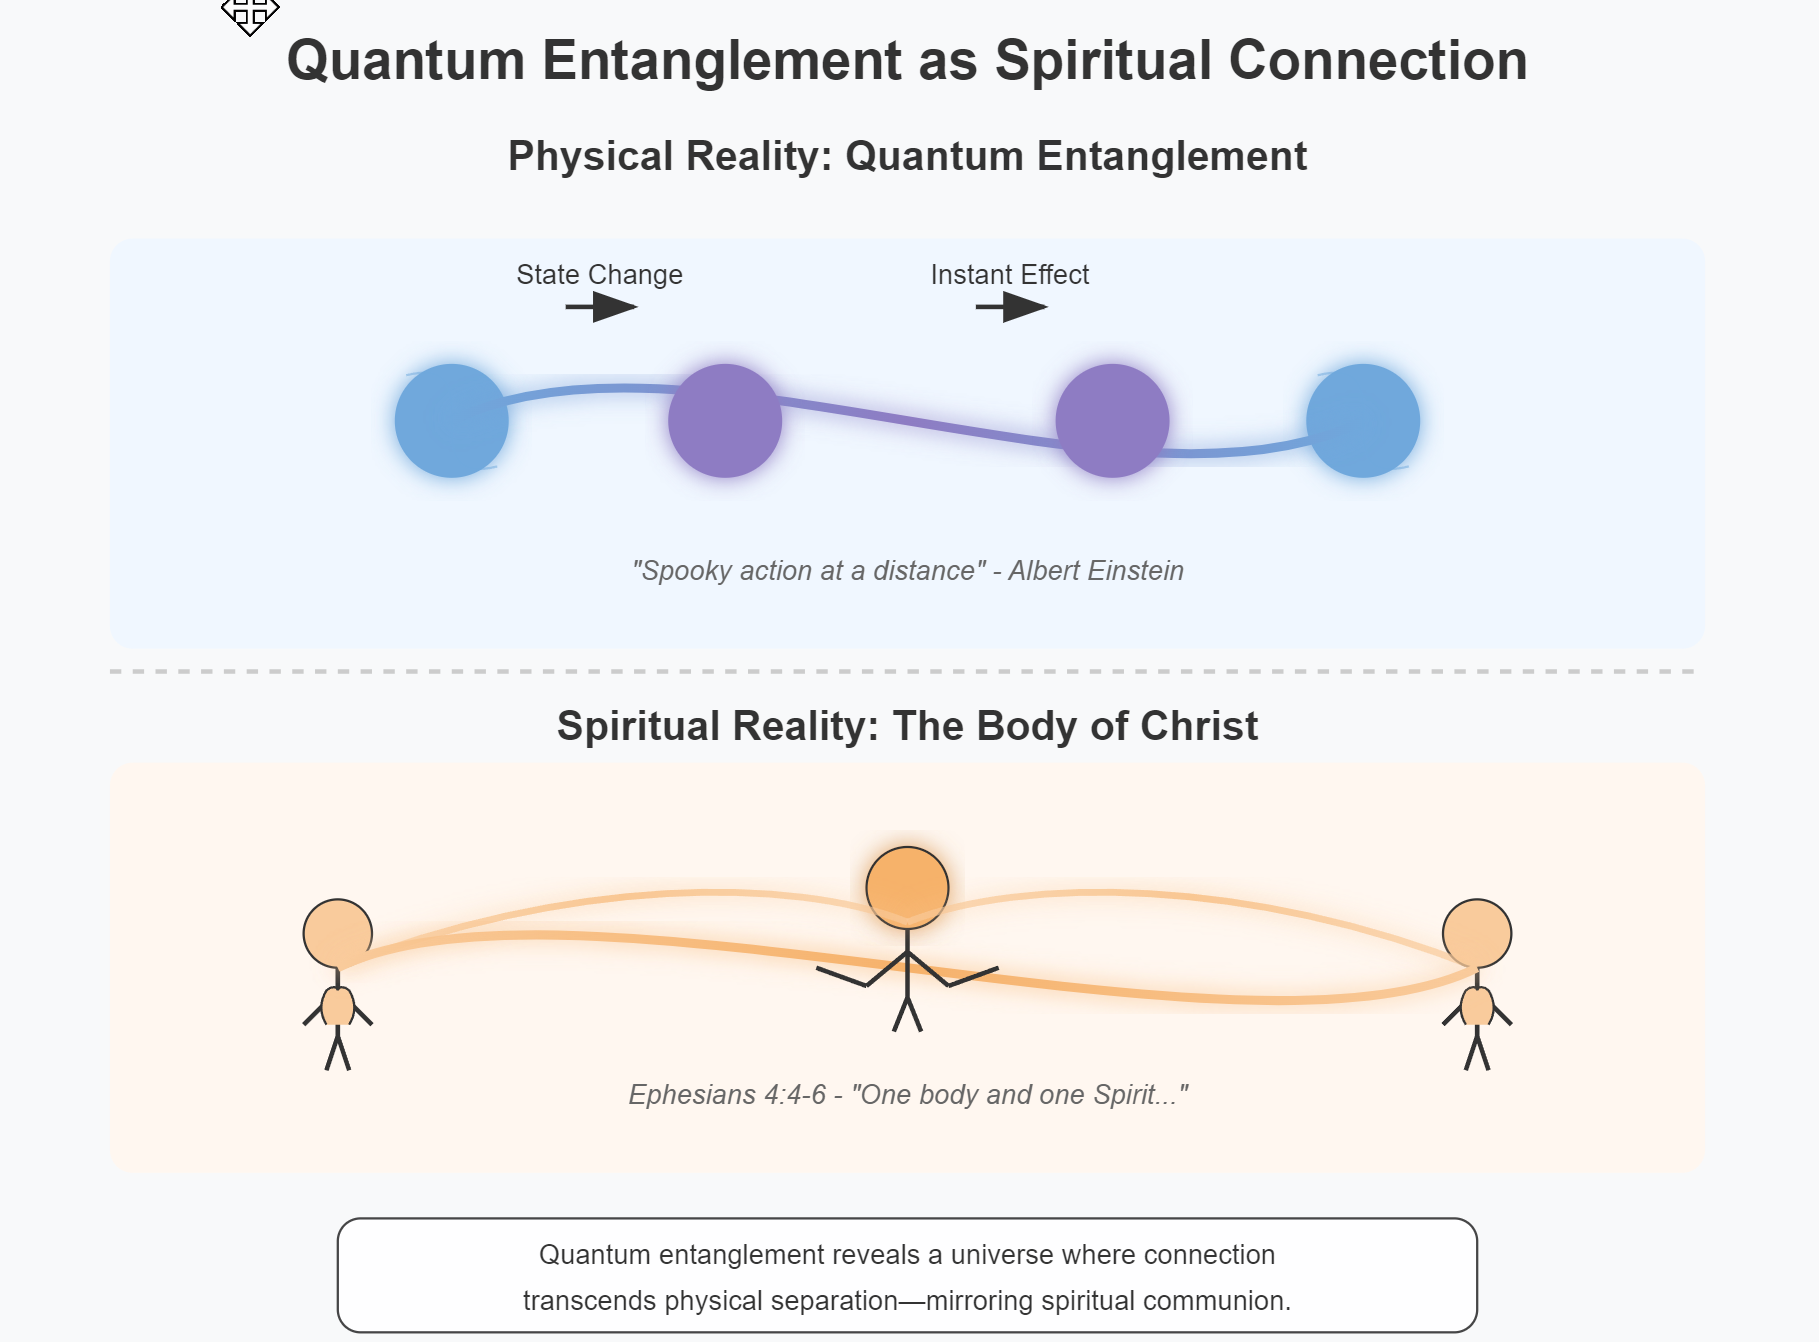 Quantum Entanglement as Spiritual Connection
Physical Reality: Quantum Entanglement
State Change
Instant Effect
"Spooky action at a distance" - Albert Einstein
Spiritual Reality: The Body of Christ
Ephesians 4:4-6 - "One body and one Spirit..."
Quantum entanglement reveals a universe where connection
transcends physical separation—mirroring spiritual communion.